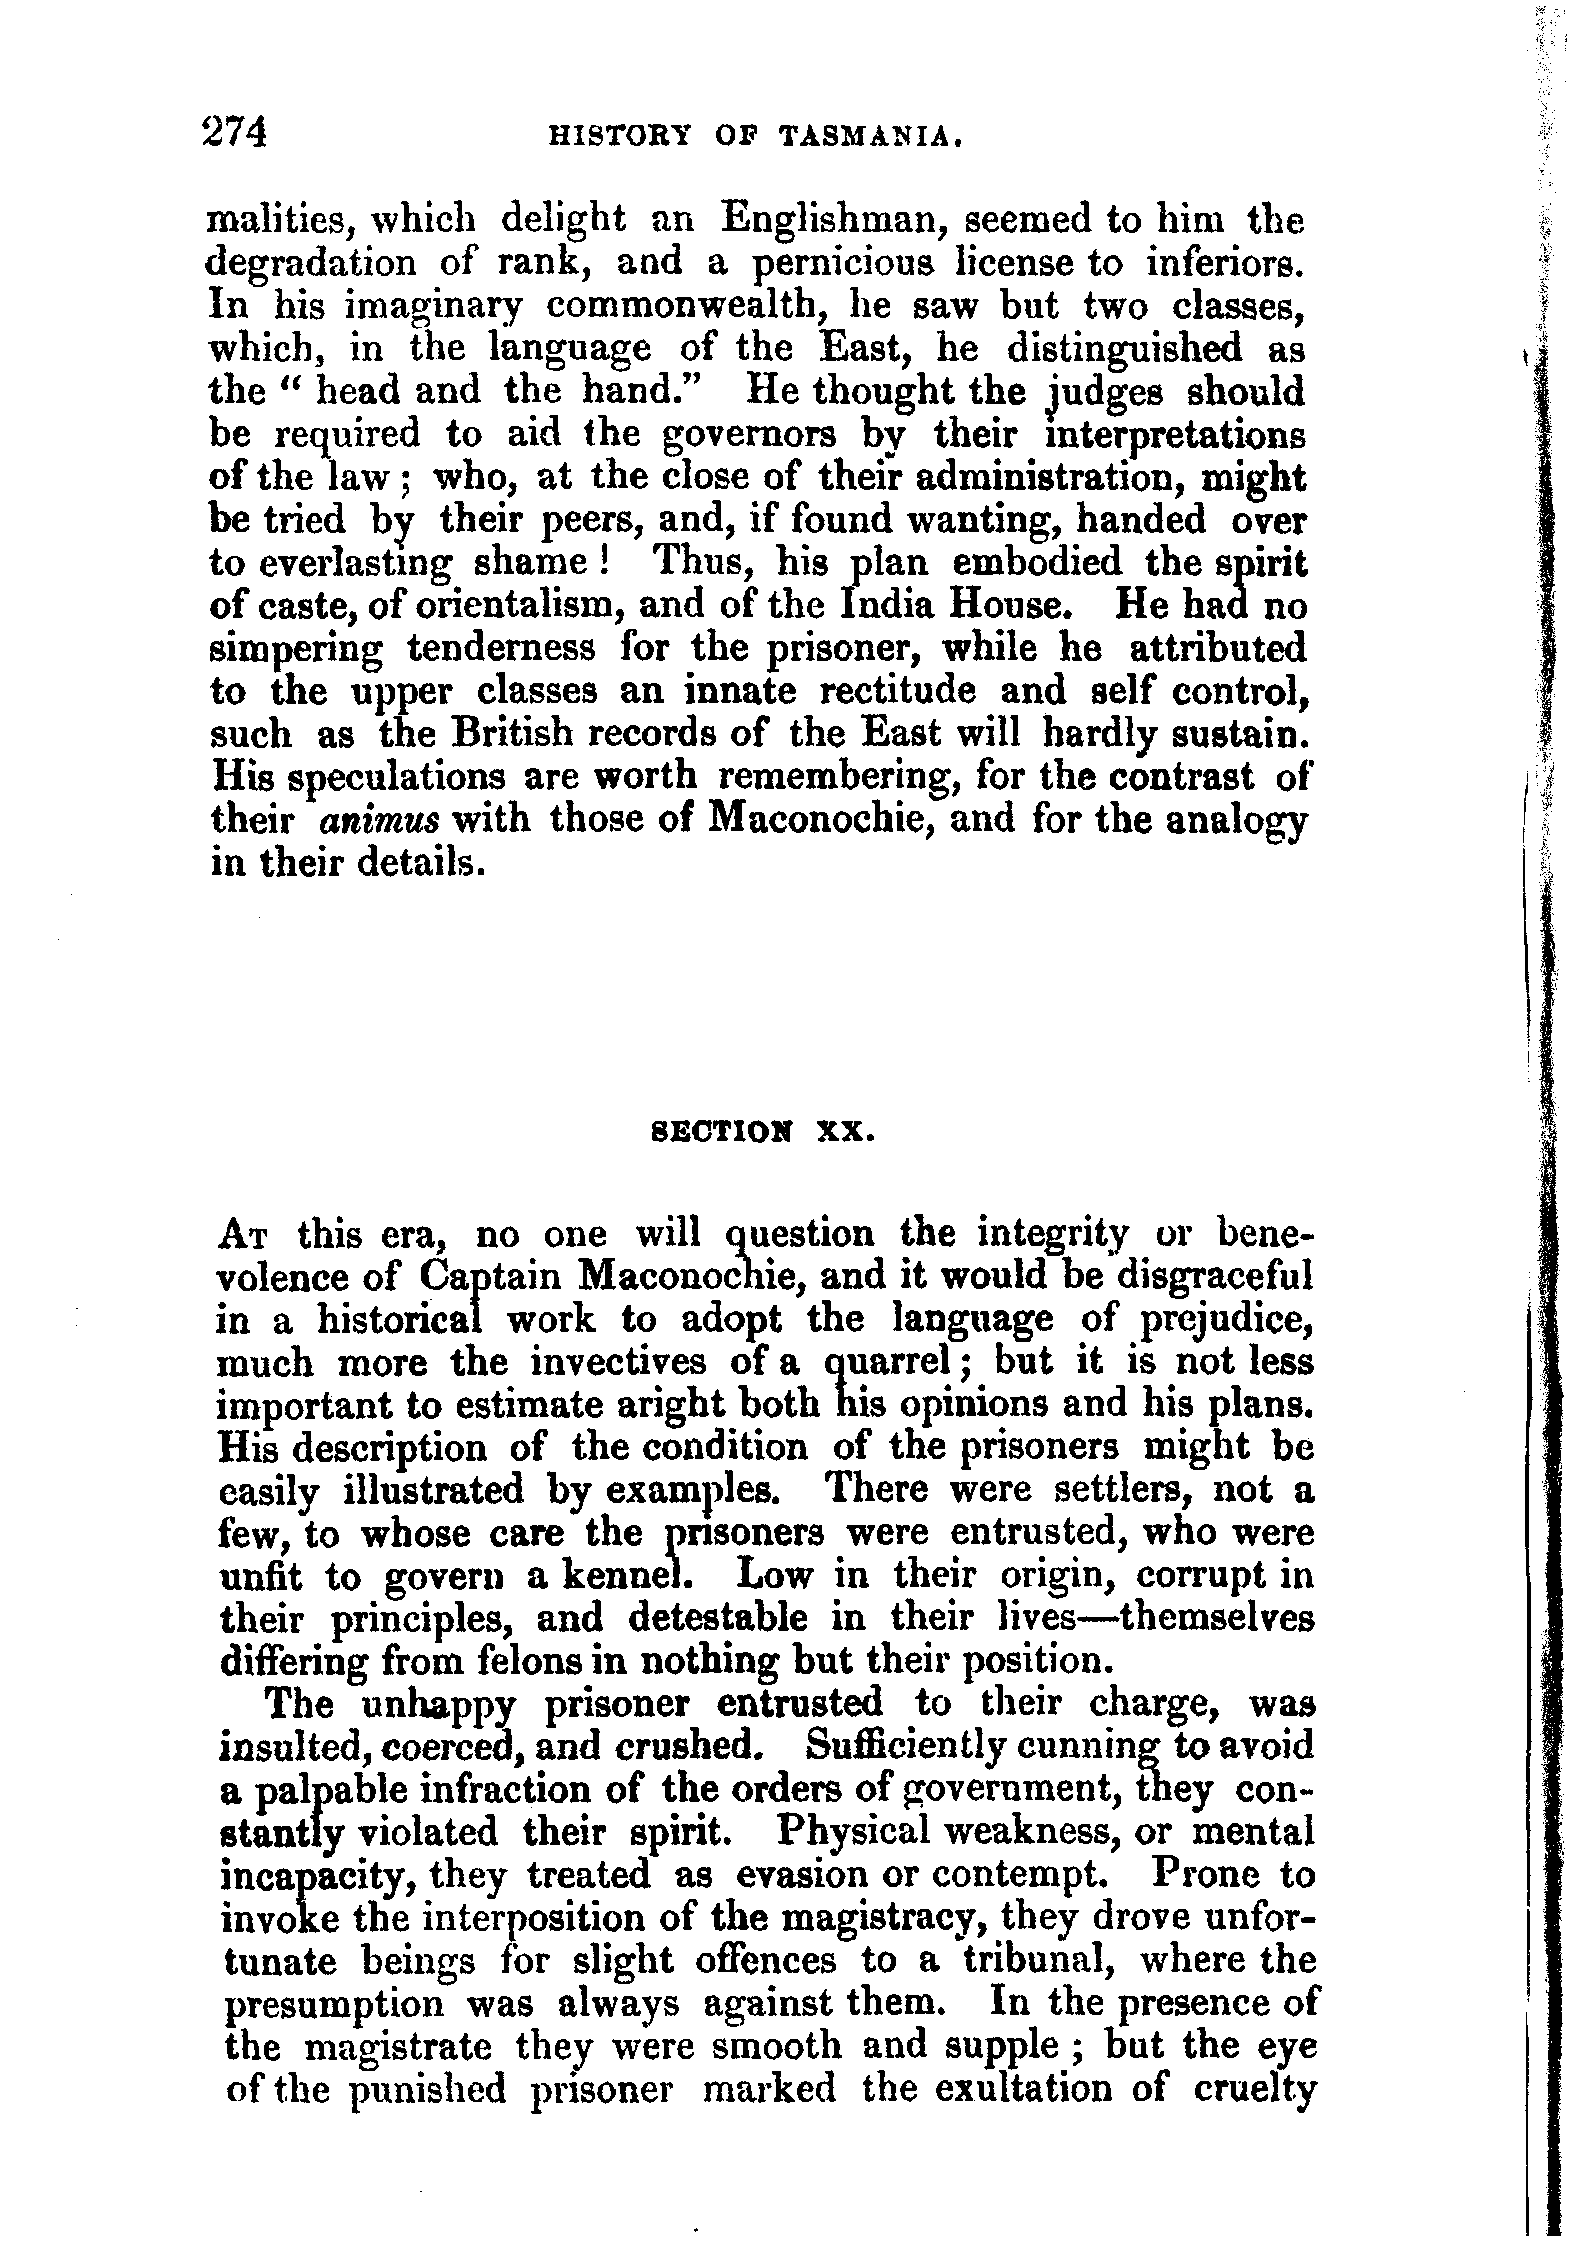 274 HISTORY OF TASMANIA.
malities, which delight an Englishman, seemed to him the
degradation of rank, and a pernicious license to inferiors.
In his imaginary commonwealth, he saw but two classes,
which, in the language of the East, he distinguished as
the “ head and the hand.” He thought the judges should
be required to aid the governors by their interpretations
of the law ; who, at the close of their administration, might
be tried by their peers, and, if found wanting, handed over
to everlasting shame ! Thus, his plan embodied the spirit
of caste, of orientalism, and of the India House. He had no
simpering tenderness for the prisoner, while he attributed
to the upper classes an innate rectitude and self control,
such as the British records of the East will hardly sustain.
His speculations are worth remembering, for the contrast of
their animus with those of Maconochie, and for the analogy
in their details.
SECTION XX.
AT this era, no one will question the integrity or bene-
volence of Captain Maconochie, and it would be disgraceful
in a historical work to adopt the language of prejudice,
much more the invectives of a quarrel ; but it is not less
important to estimate aright both his opinions and his plans.
His description of the condition of the prisoners might be
easily illustrated by examples. There were settlers, not a
few, to whose care the prisoners were entrusted, who were
unfit to govern a kennel. Low in their origin, corrupt in
their principles, and detestable in their lives—themselves
differing from felons in nothing but their position.
The unhappy prisoner entrusted to their charge, was
insulted, coerced, and crushed. Sufficiently cunning to avoid
a palpable infraction of the orders of government, they con-
stantly violated their spirit. Physical weakness, or mental
incapacity, they treated as evasion or contempt. Prone to
invoke the interposition of the magistracy, they drove unfor-
tunate beings for slight offences to a tribunal, where the
presumption was always against them. In the presence of
the magistrate they were smooth and supple ; but the eye
of the punished prisoner marked the exultation of cruelty